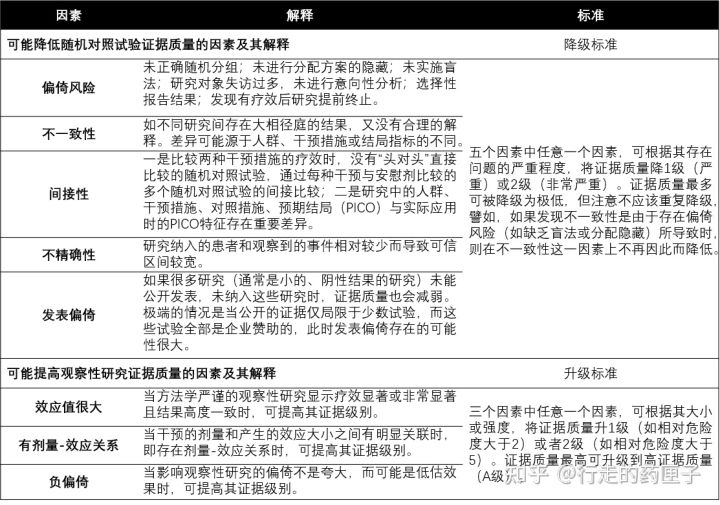 因素 解释 标准
可能降低随机对照试验证据质量的因素及其解释 降级标准
偏倚风险
未正确随机分组；未进行分配方案的隐藏；未实施盲
法；研究对象失访过多，未进行意向性分析；选择性
报告结果；发现有疗效后研究提前终止。
不一致性
如不同研究间存在大相径庭的结果，又没有合理的解
释。差异可能源于人群、干预措施或结局指标的不同。
间接性
一是比较两种干预措施的疗效时，没有“头对头”直接
比较的随机对照试验，通过每种干预与安慰剂比较的
多个随机对照试验的间接比较；二是研究中的人群、
干预措施、对照措施、预期结局（PICO）与实际应用
时的PICO特征存在重要差异。
不精确性
研究纳入的患者和观察到的事件相对较少而导致可信
区间较宽。
发表偏倚
如果很多研究（通常是小的、阴性结果的研究）未能
公开发表，未纳入这些研究时，证据质量也会减弱。
极端的情况是当公开的证据仅局限于少数试验，而这
些试验全部是企业赞助的，此时发表偏倚存在的可能
性很大。
五个因素中任意一个因素，可根据其存在
问题的严重程度，将证据质量降1级（严
重）或2级（非常严重）。证据质量最多
可被降级为极低，但注意不应该重复降级，
譬如，如果发现不一致性是由于存在偏倚
风险（如缺乏盲法或分配隐藏）所导致时，
则在不一致性这一因素上不再因此而降低。
可能提高观察性研究证据质量的因素及其解释 升级标准
效应值很大
当方法学严谨的观察性研究显示疗效显著或非常显著
且结果高度一致时，可提高其证据级别。
有剂量-效应关系
当干预的剂量和产生的效应大小之间有明显关联时，
即存在剂量-效应关系时，可提高其证据级别。
负偏倚
当影响观察性研究的偏倚不是夸大，而可能是低估效
果时，可提高其证据级别。
三个因素中任意一个因素，可根据其大小
或强度，将证据质量升1级（如相对危险
度大于2）或者2级（如相对危险度大于
5）。证据质量最高可升级到高证据质量
（A级）。
知乎 @行走的药匣子